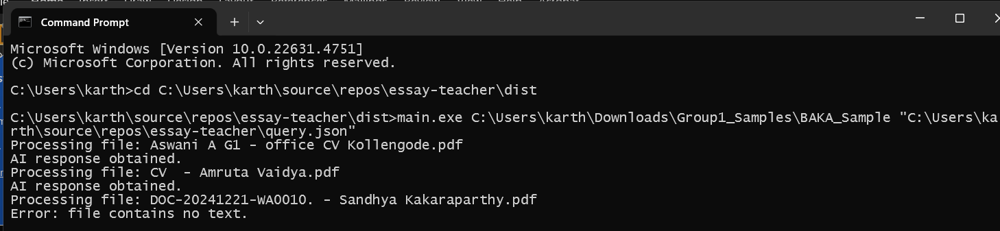 Command Prompt
Microsoft Windows [Version 10.0.22631.4751]
(c) Microsoft Corporation. All rights reserved.
C:\Users\karth>cd C:\Users\karth\source\repos\essay-teacher\dist
C:\Users\karth\source\repos\essay-teacher\dist>main.exe C:\Users\karth\Downloads\Group1_Samples\BAKA_Sample "C:\Users\ka
rth\source\repos\essay-teacher\query.json"
Processing file: Aswani A G1 - office CV Kollengode.pdf
AI response obtained.
Processing file: CV  - Amruta Vaidya.pdf
AI response obtained.
Processing file: DOC-20241221-WA0010. - Sandhya Kakaraparthy.pdf
Error: file contains no text.